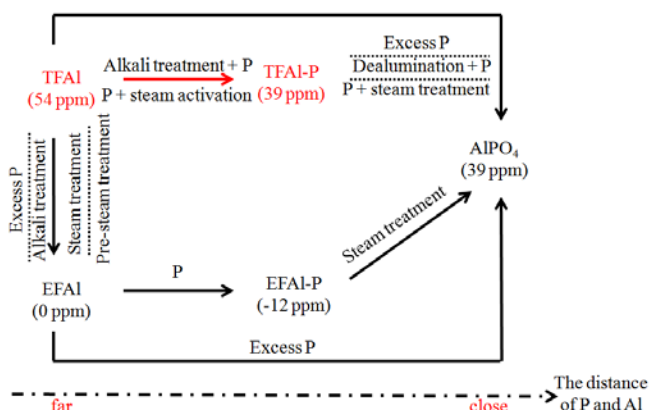 Excess P
Alkali treatment + P
Dealumination + P
TFAl
TFAl-P
(54 ppm)
P + steam activation
(39 ppm)
P + steam treatment
AlPO₄
(39 ppm)
Excess P
Alkali treatment
Steam treatment
Pre-steam treatment
Steam treatment
P
EFAl
EFAl-P
(0 ppm)
(-12 ppm)
Excess P
The distance
of P and Al
far
close